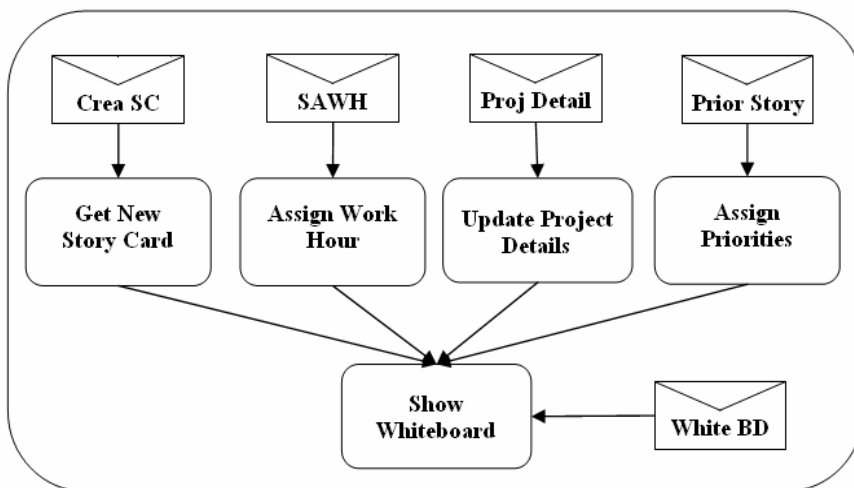 Crea SC
SAWH
Proj Detail
Prior Story
Get New
Story Card
Assign Work
Hour
Update Project
Details
Assign
Priorities
Show
Whiteboard
White BD